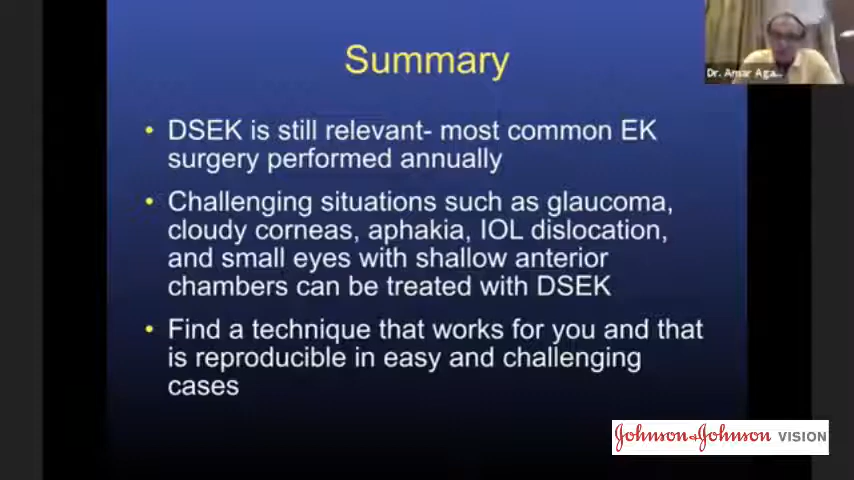 Summary
Dr. Amar Aga...
• DSEK is still relevant- most common EK
surgery performed annually
• Challenging situations such as glaucoma,
cloudy corneas, aphakia, IOL dislocation,
and small eyes with shallow anterior
chambers can be treated with DSEK
• Find a technique that works for you and that
is reproducible in easy and challenging
cases
Johnson & Johnson VISION